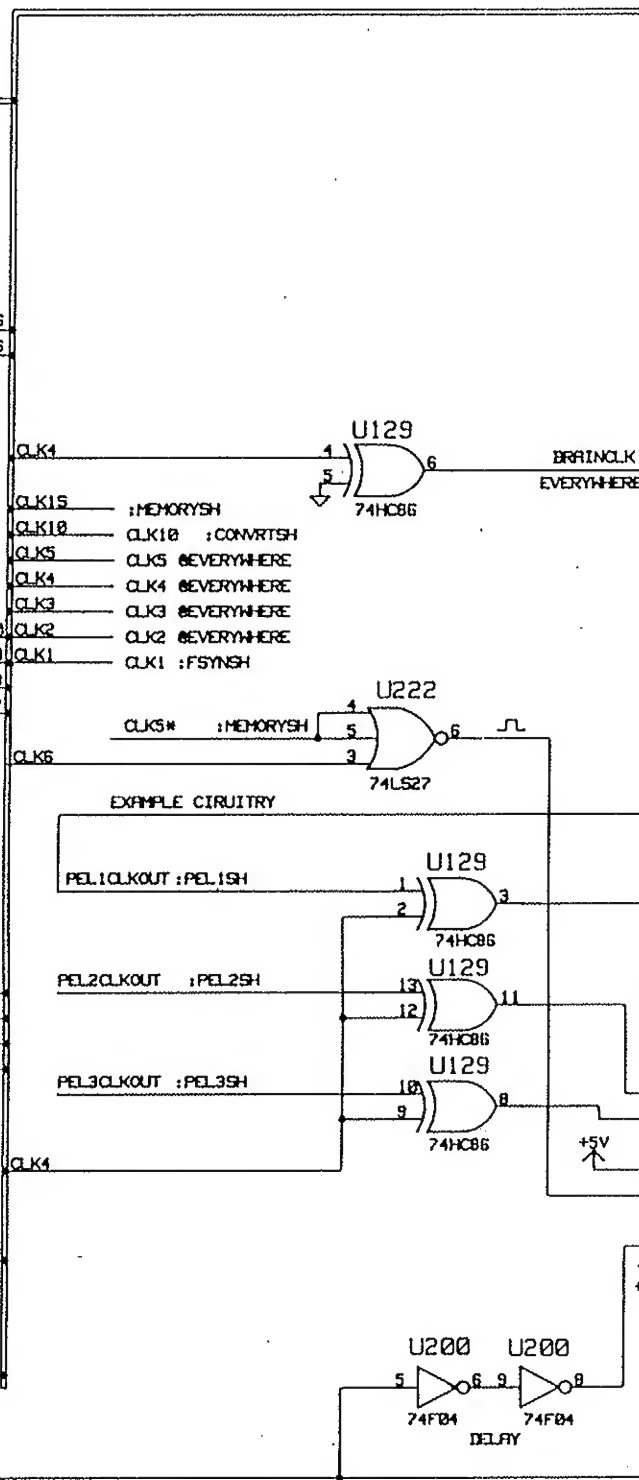 U129
CLK4 4 6 BRAINCLK
5 EVERYWHERE
74HC86
CLK1S :MEMORYSH
CLK10 CLK10 :CONVRTSH
CLK5 CLK5 @EVERYWHERE
CLK4 CLK4 @EVERYWHERE
CLK3 CLK3 @EVERYWHERE
CLK2 CLK2 @EVERYWHERE
CLK1 CLK1 :FSYNSH
U222
4
CLK5* :MEMORYSH 5 6
CLK6 3
74LS27
EXAMPLE CIRUITRY
U129
PEL1CLKOUT :PEL1SH 1 3
2
74HC86
U129
PEL2CLKOUT :PEL2SH 13 11
12
74HC86
U129
PEL3CLKOUT :PEL3SH 10 8
9
74HC86
+5V
CLK4
U200 U200
5 6 9 8
74F04 74F04
DELAY